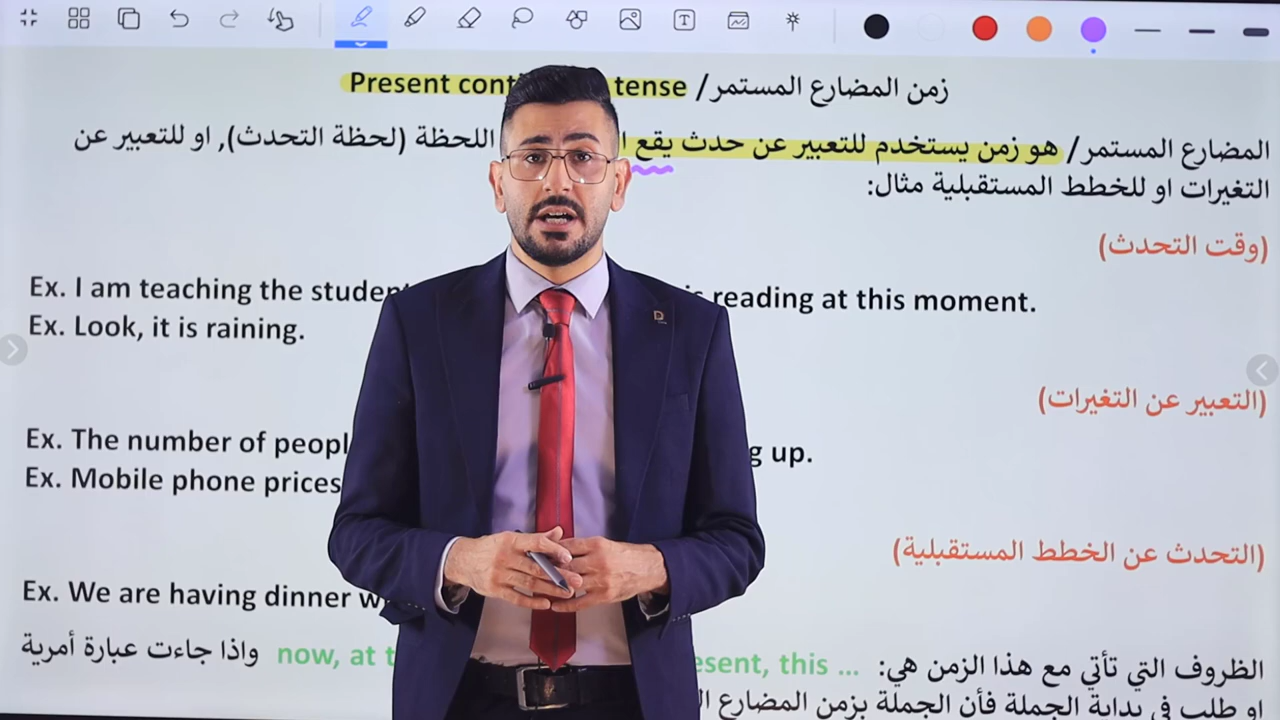 زمن المضارع المستمر/ Present tense
المضارع المستمر/ هو زمن يستخدم للتعبير عن حدث يقع اللحظة (لحظة التحدث), او للتعبير عن
التغيرات او للخطط المستقبلية مثال:
(وقت التحدث)
Ex. I am teaching the reading at this moment.
Ex. Look, it is raining.
(التعبير عن التغيرات)
Ex. The number of up.
Ex. Mobile phone prices
(التحدث عن الخطط المستقبلية)
Ex. We are having dinner
الظروف التي تأتي مع هذا الزمن هي: now, at this ... واذا جاءت عبارة أمرية
او طلب في بداية الجملة فأن الجملة بزمن المضارع